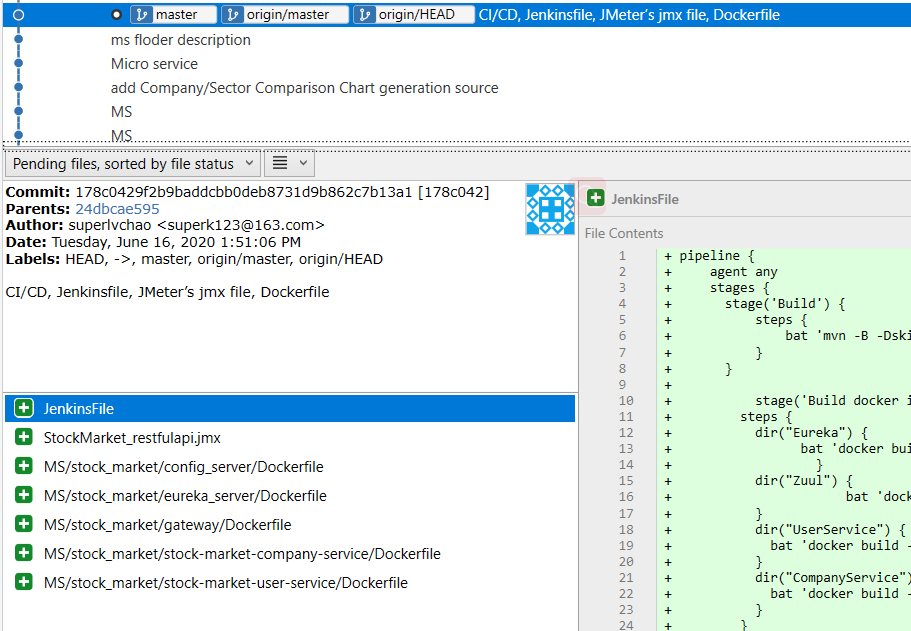 master origin/master origin/HEAD CI/CD, Jenkinsfile, JMeter’s jmx file, Dockerfile
ms floder description
Micro service
add Company/Sector Comparison Chart generation source
MS
MS
Pending files, sorted by file status
Commit: 178c0429f2b9baddcbb0deb8731d9b862c7b13a1 [178c042]
Parents: 24dbcae595
Author: superlvchao <superk123@163.com>
Date: Tuesday, June 16, 2020 1:51:06 PM
Labels: HEAD, ->, master, origin/master, origin/HEAD
CI/CD, Jenkinsfile, JMeter’s jmx file, Dockerfile
JenkinsFile
StockMarket_restfulapi.jmx
MS/stock_market/config_server/Dockerfile
MS/stock_market/eureka_server/Dockerfile
MS/stock_market/gateway/Dockerfile
MS/stock_market/stock-market-company-service/Dockerfile
MS/stock_market/stock-market-user-service/Dockerfile
JenkinsFile
File Contents
1 + pipeline {
2 + agent any
3 + stages {
4 + stage('Build') {
5 + steps {
6 + bat 'mvn -B -Dski
7 + }
8 + }
9 +
10 + stage('Build docker i
11 + steps {
12 + dir("Eureka") {
13 + bat 'docker bui
14 + }
15 + dir("Zuul") {
16 + bat 'dock
17 + }
18 + dir("UserService") {
19 + bat 'docker build -
20 + }
21 + dir("CompanyService")
22 + bat 'docker build -
23 + }
24 + }